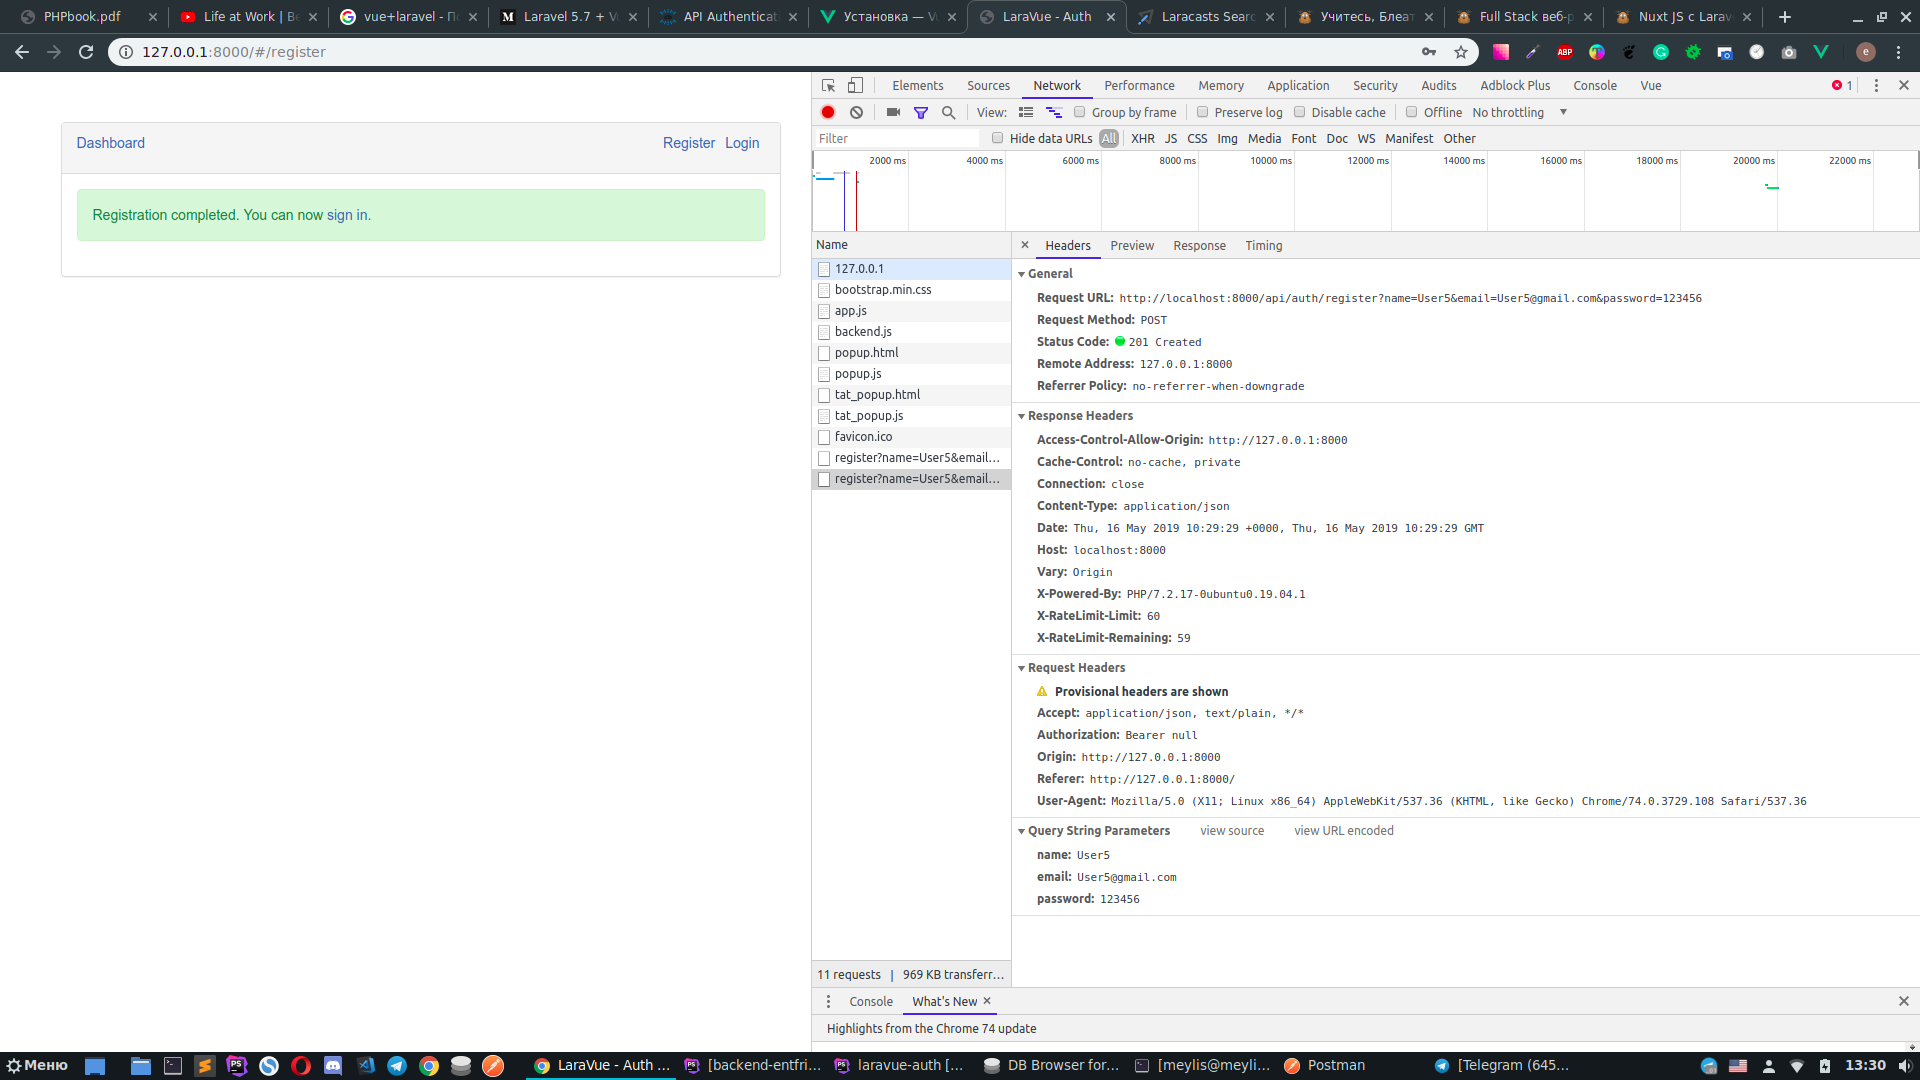 PHPbook.pdf
Life at Work | Be
vue+laravel - По
Laravel 5.7 + Vu
API Authenticat
Установка — Vu
LaraVue - Auth
Laracasts Searc
Учитесь, Блеат
Full Stack веб-р
Nuxt JS с Larav
127.0.0.1:8000/#/register
Dashboard
Register Login
Registration completed. You can now sign in.
Elements Sources Network Performance Memory Application Security Audits Adblock Plus Console Vue 1
View: Group by frame Preserve log Disable cache Offline No throttling
Filter Hide data URLs All XHR JS CSS Img Media Font Doc WS Manifest Other
2000 ms 4000 ms 6000 ms 8000 ms 10000 ms 12000 ms 14000 ms 16000 ms 18000 ms 20000 ms 22000 ms
Name
127.0.0.1
bootstrap.min.css
app.js
backend.js
popup.html
popup.js
tat_popup.html
tat_popup.js
favicon.ico
register?name=User5&email...
register?name=User5&email...
11 requests | 969 KB transferr...
Headers Preview Response Timing
General
Request URL: http://localhost:8000/api/auth/register?name=User5&email=User5@gmail.com&password=123456
Request Method: POST
Status Code: 201 Created
Remote Address: 127.0.0.1:8000
Referrer Policy: no-referrer-when-downgrade
Response Headers
Access-Control-Allow-Origin: http://127.0.0.1:8000
Cache-Control: no-cache, private
Connection: close
Content-Type: application/json
Date: Thu, 16 May 2019 10:29:29 +0000, Thu, 16 May 2019 10:29:29 GMT
Host: localhost:8000
Vary: Origin
X-Powered-By: PHP/7.2.17-0ubuntu0.19.04.1
X-RateLimit-Limit: 60
X-RateLimit-Remaining: 59
Request Headers
Provisional headers are shown
Accept: application/json, text/plain, */*
Authorization: Bearer null
Origin: http://127.0.0.1:8000
Referer: http://127.0.0.1:8000/
User-Agent: Mozilla/5.0 (X11; Linux x86_64) AppleWebKit/537.36 (KHTML, like Gecko) Chrome/74.0.3729.108 Safari/537.36
Query String Parameters view source view URL encoded
name: User5
email: User5@gmail.com
password: 123456
Console What's New
Highlights from the Chrome 74 update
Меню
LaraVue - Auth ...
[backend-entfri...
laravue-auth [...
DB Browser for...
[meylis@meyli...
Postman
[Telegram (645...
13:30